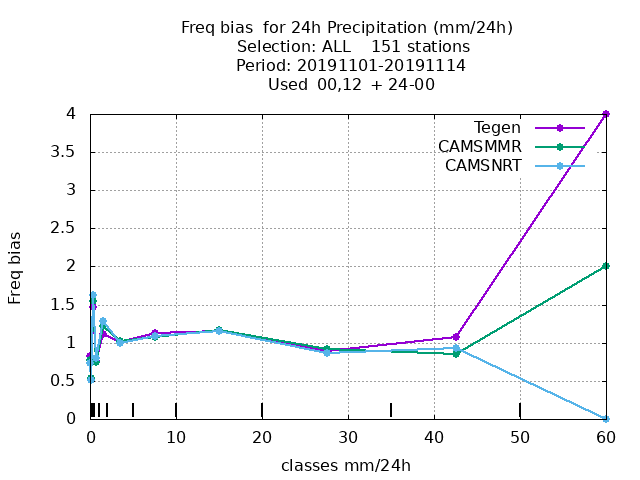 Freq bias  for 24h Precipitation (mm/24h)
Selection: ALL    151 stations
Period: 20191101-20191114
Used  00,12  + 24-00
Tegen
CAMSMMR
CAMSNRT
4
3.5
3
2.5
2
1.5
1
0.5
0
Freq bias
0 10 20 30 40 50 60
classes mm/24h